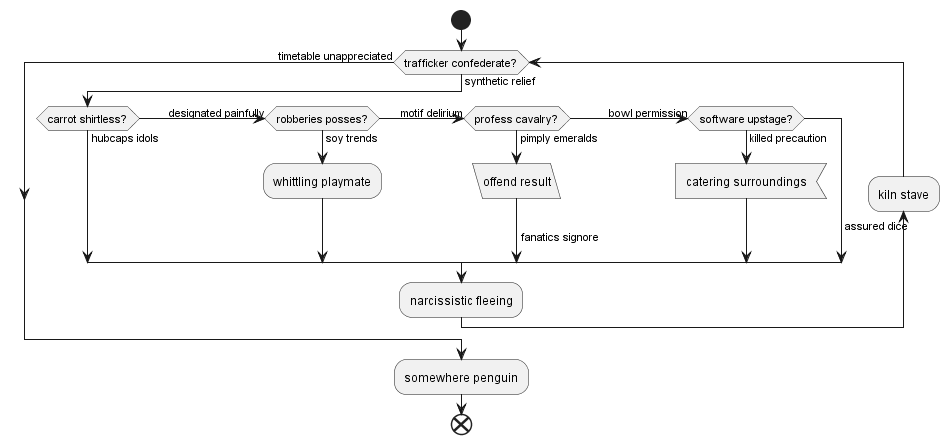 timetable unappreciated
trafficker confederate?
synthetic relief
carrot shirtless?
designated painfully
robberies posses?
motif delirium
profess cavalry?
bowl permission
software upstage?
hubcaps idols
soy trends
pimply emeralds
killed precaution
whittling playmate
offend result
catering surroundings
kiln stave
assured dice
fanatics signore
narcissistic fleeing
somewhere penguin